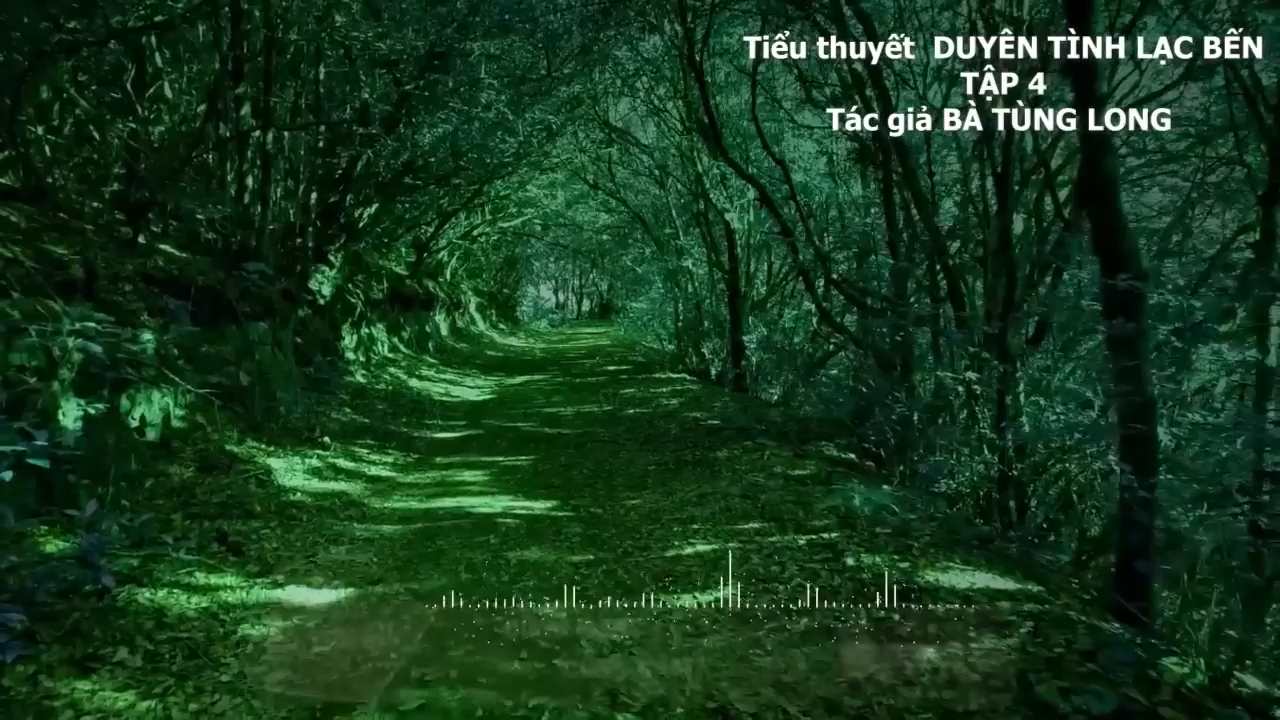 Tiểu thuyết DUYÊN TÌNH LẠC BẾN
TẬP 4
Tác giả BÀ TÙNG LONG